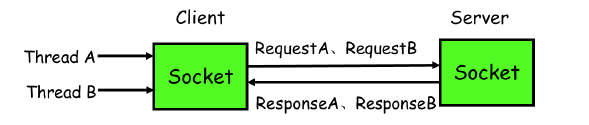 Client
Server
Thread A
Thread B
Socket
RequestA、RequestB
ResponseA、ResponseB
Socket